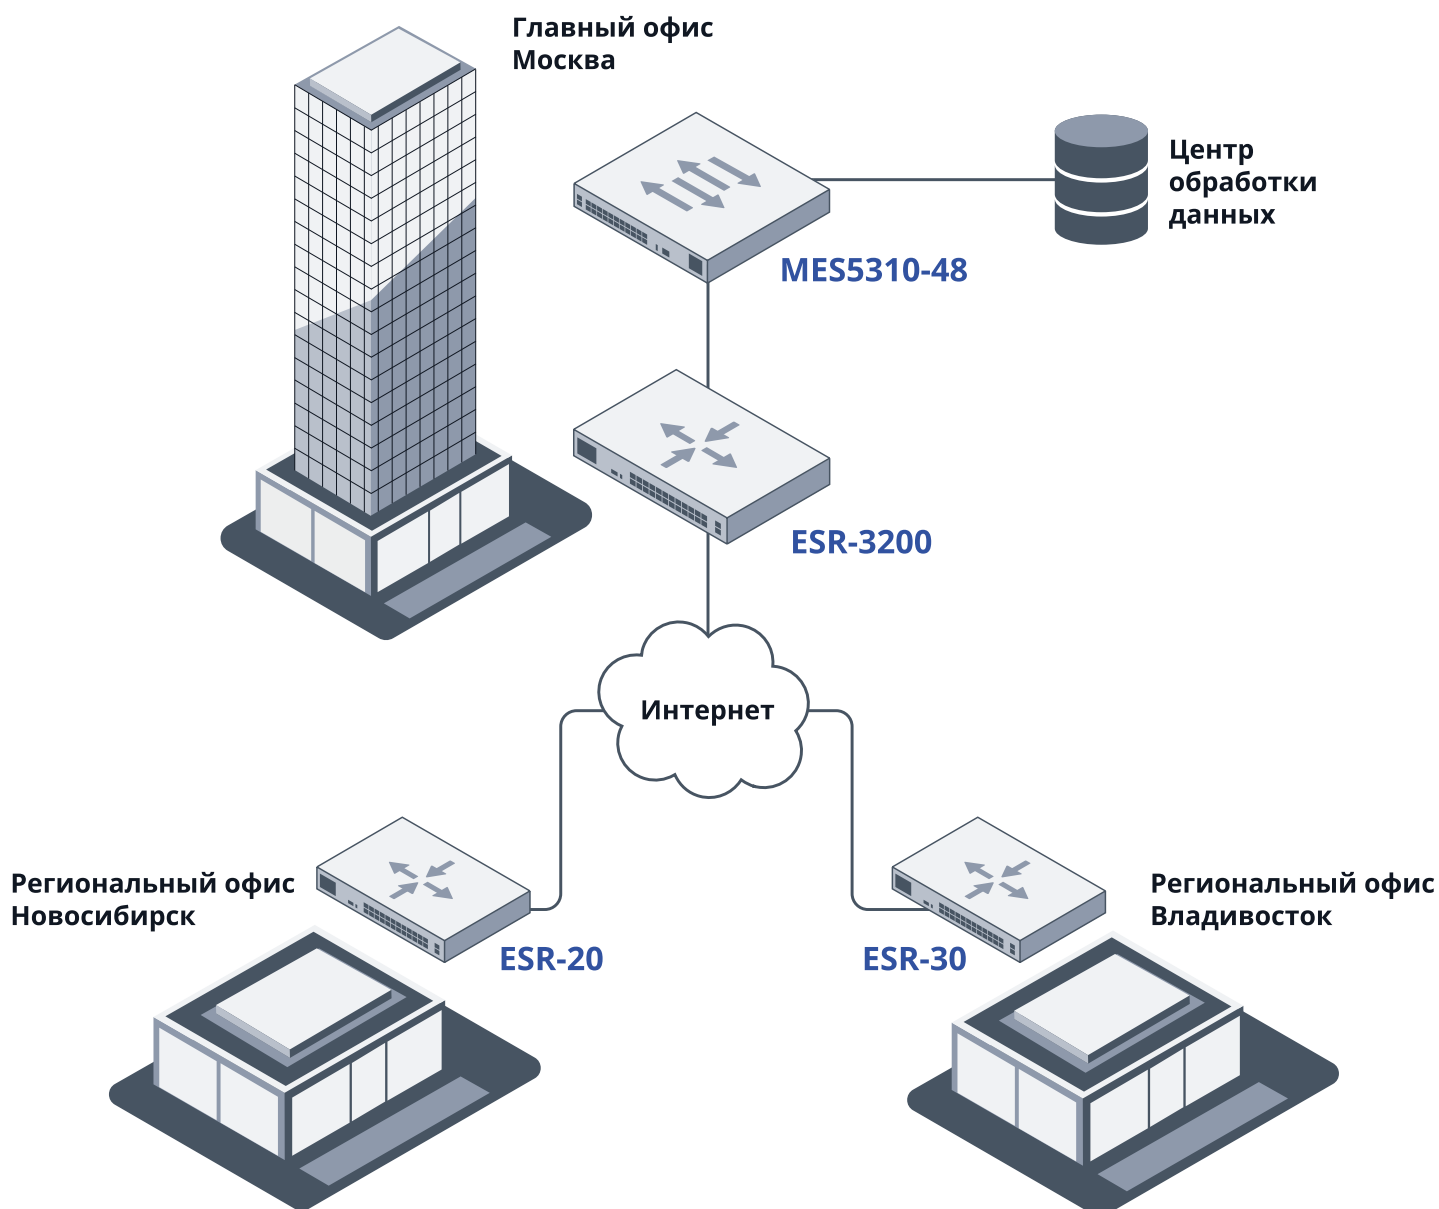 Главный офис
Москва
Центр
обработки
данных
MES5310-48
ESR-3200
Интернет
Региональный офис
Новосибирск
ESR-20
ESR-30
Региональный офис
Владивосток